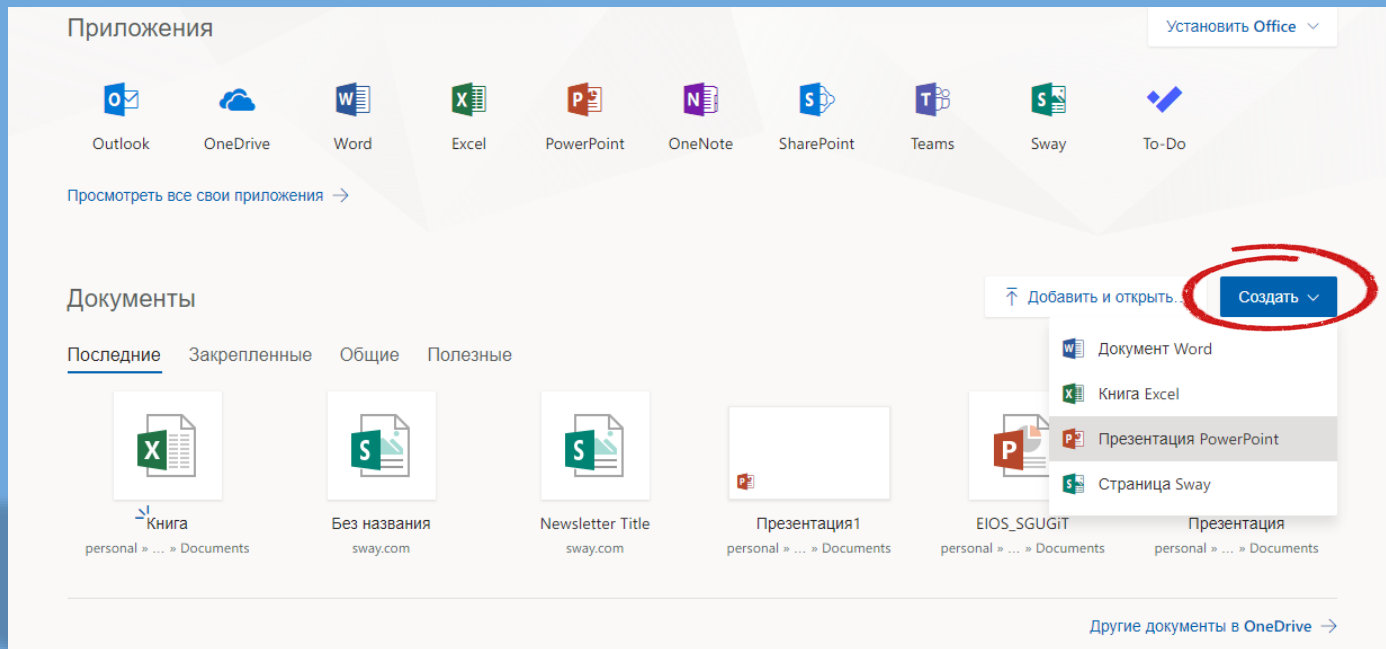 Приложения
Установить Office
Outlook
OneDrive
Word
Excel
PowerPoint
OneNote
SharePoint
Teams
Sway
To-Do
Просмотреть все свои приложения →
Документы
Добавить и открыть...
Создать
Последние
Закрепленные
Общие
Полезные
Документ Word
Книга Excel
Презентация PowerPoint
Страница Sway
Книга
Без названия
Newsletter Title
Презентация1
EIOS_SGUGiT
Презентация
personal » ... » Documents
sway.com
sway.com
personal » ... » Documents
personal » ... » Documents
personal » ... » Documents
Другие документы в OneDrive →